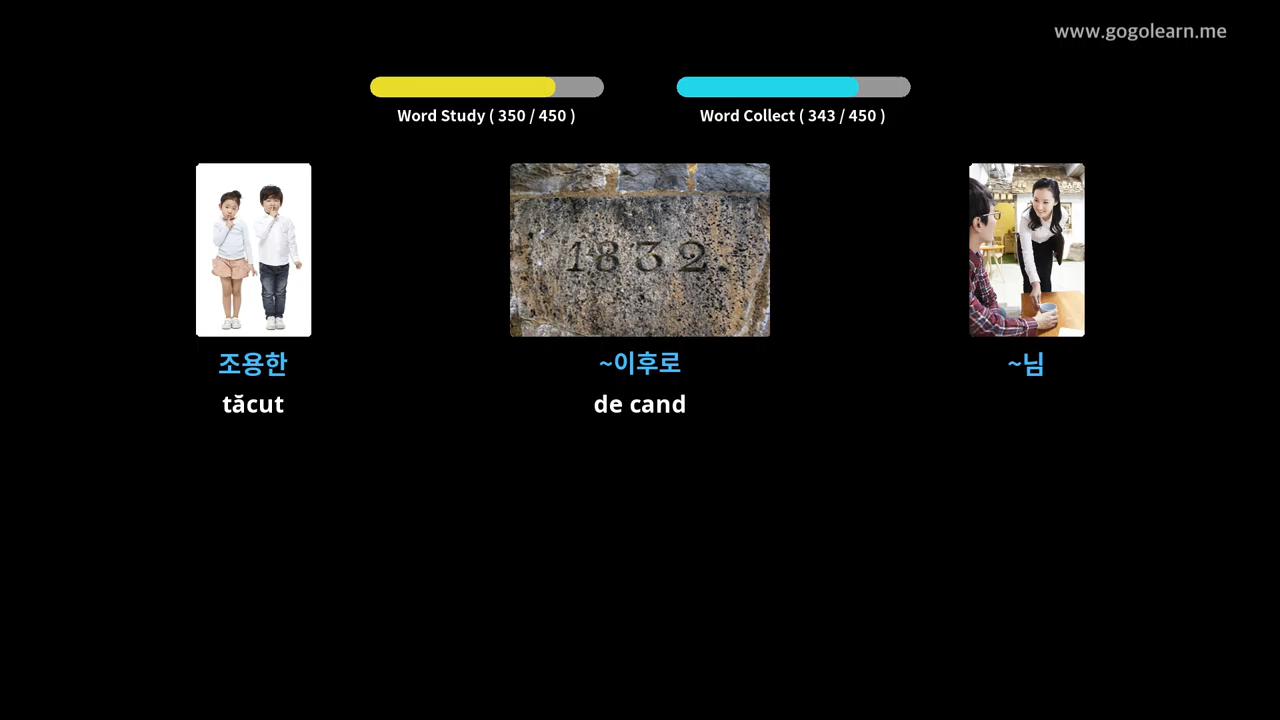 www.gogolearn.me
Word Study ( 350 / 450 )
Word Collect ( 343 / 450 )
1832.
조용한
~이후로
~님
tăcut
de cand